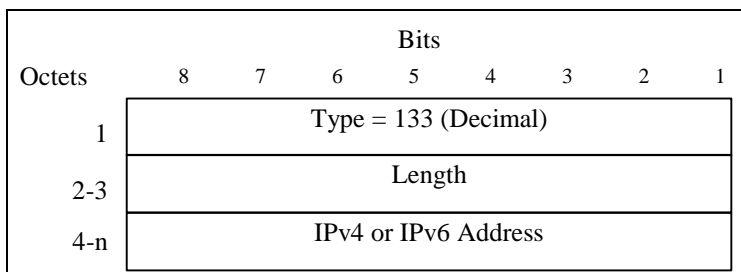 Bits
Octets 8 7 6 5 4 3 2 1
1 Type = 133 (Decimal)
2-3 Length
4-n IPv4 or IPv6 Address